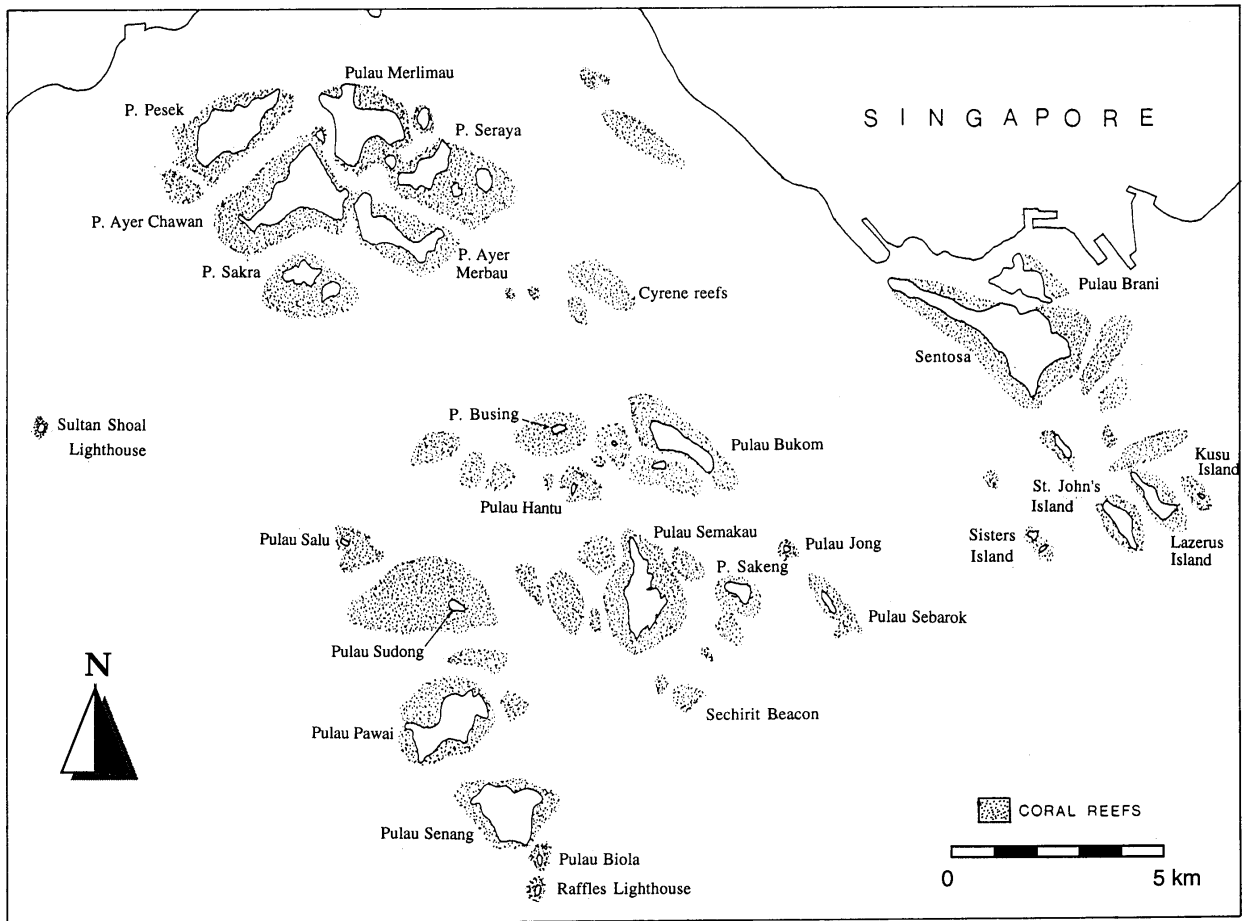 Pulau Merlimau
P. Pesek
P. Seraya
SINGAPORE
P. Ayer Chawan
P. Ayer
Merbau
P. Sakra
Pulau Brani
Cyrene reefs
Sentosa
Sultan Shoal
Lighthouse
P. Busing
Pulau Bukom
Kusu
Island
St. John's
Island
Pulau Hantu
Pulau Salu
Pulau Semakau
Pulau Jong
Sisters
Island
Lazerus
Island
P. Sakeng
Pulau Sebarok
Pulau Sudong
N
Sechirit Beacon
Pulau Pawai
CORAL REEFS
Pulau Senang
Pulau Biola
Raffles Lighthouse
0 5 km